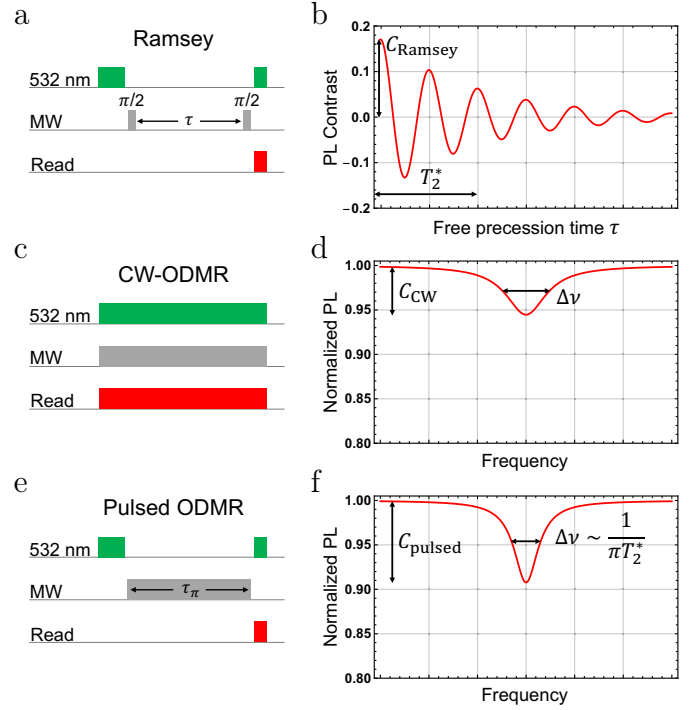 a
Ramsey
532 nm
π/2
π/2
MW
τ
Read
b
0.2
0.1
0.0
−0.1
−0.2
PL Contrast
C_Ramsey
T_2^*
Free precession time τ
c
CW-ODMR
532 nm
MW
Read
d
1.00
0.95
0.90
0.85
0.80
Normalized PL
C_CW
Δν
Frequency
e
Pulsed ODMR
532 nm
MW
τ_π
Read
f
1.00
0.95
0.90
0.85
0.80
Normalized PL
C_pulsed
Δν ~ 1/πT_2^*
Frequency